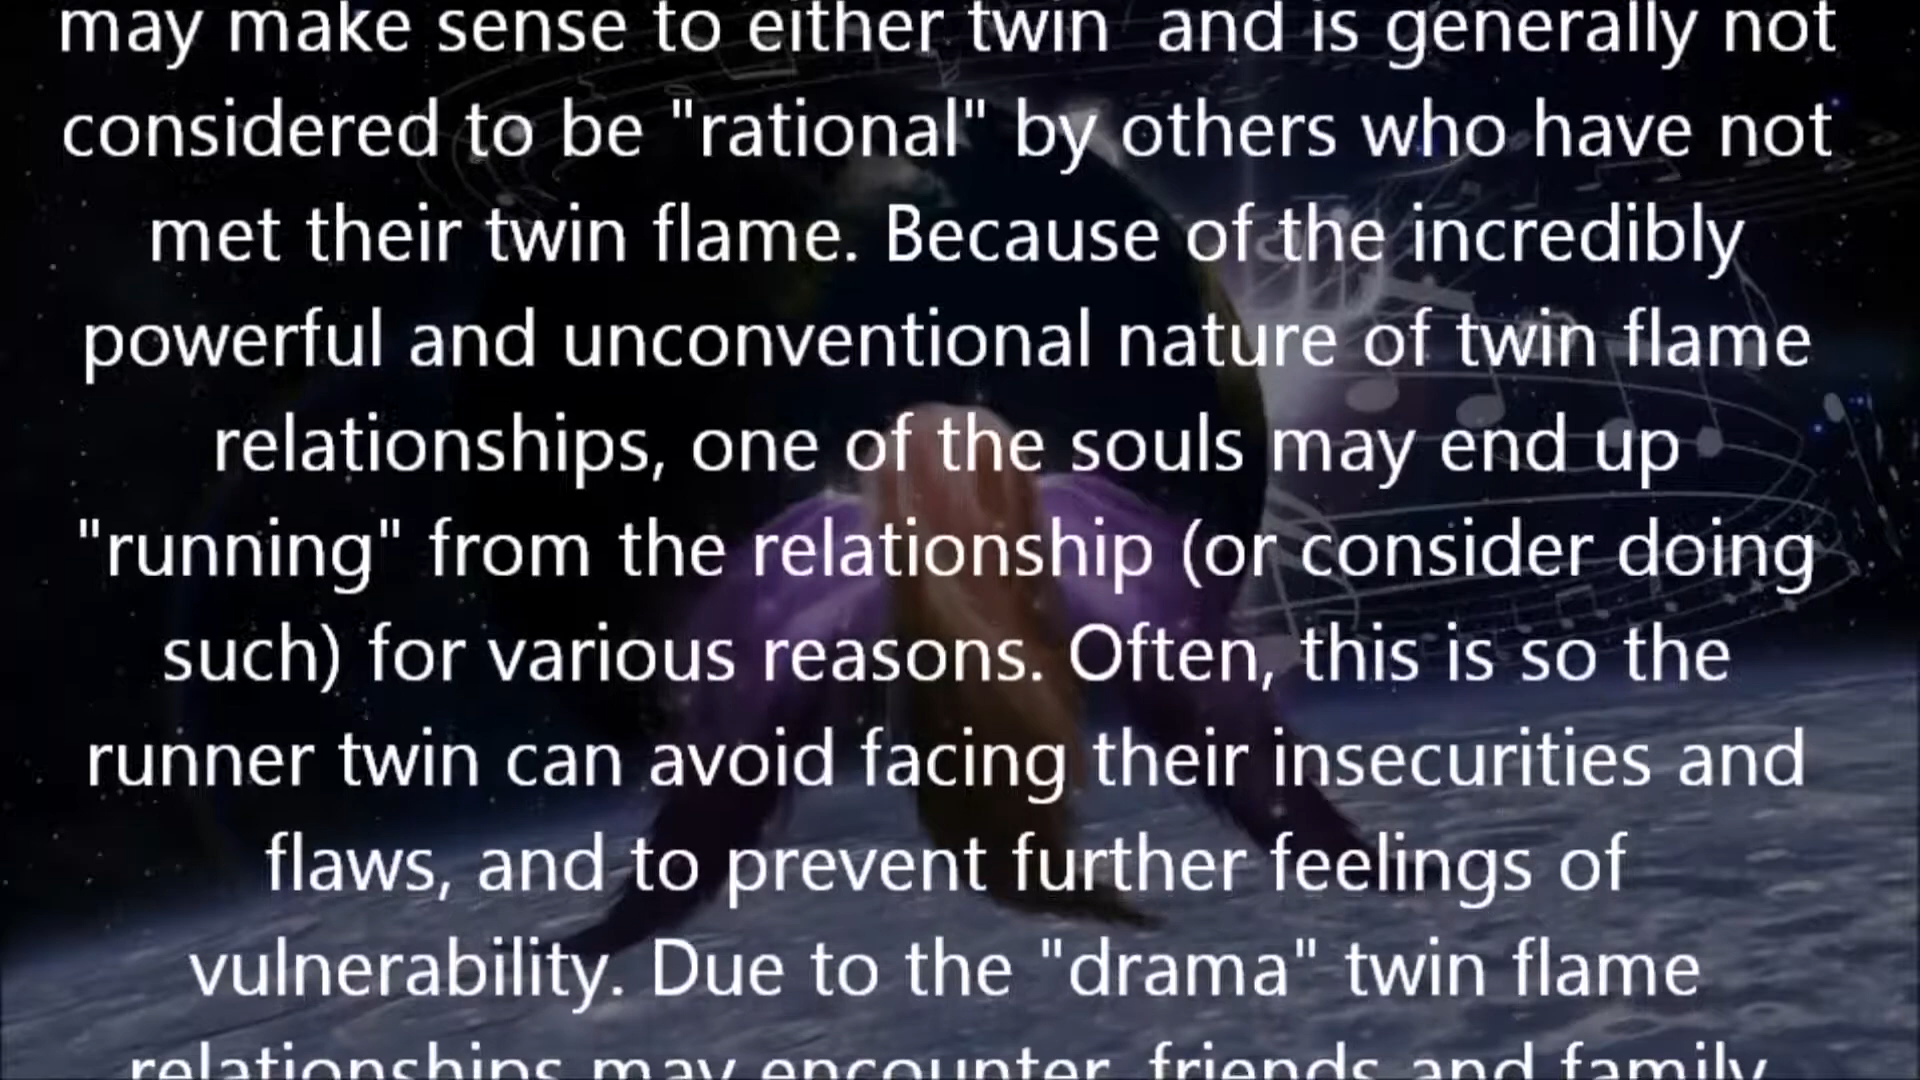 may make sense to either twin  and is generally not
considered to be "rational" by others who have not
met their twin flame. Because of the incredibly
powerful and unconventional nature of twin flame
relationships, one of the souls may end up
"running" from the relationship (or consider doing
such) for various reasons. Often, this is so the
runner twin can avoid facing their insecurities and
flaws, and to prevent further feelings of
vulnerability. Due to the "drama" twin flame
relationships may encounter, friends and family